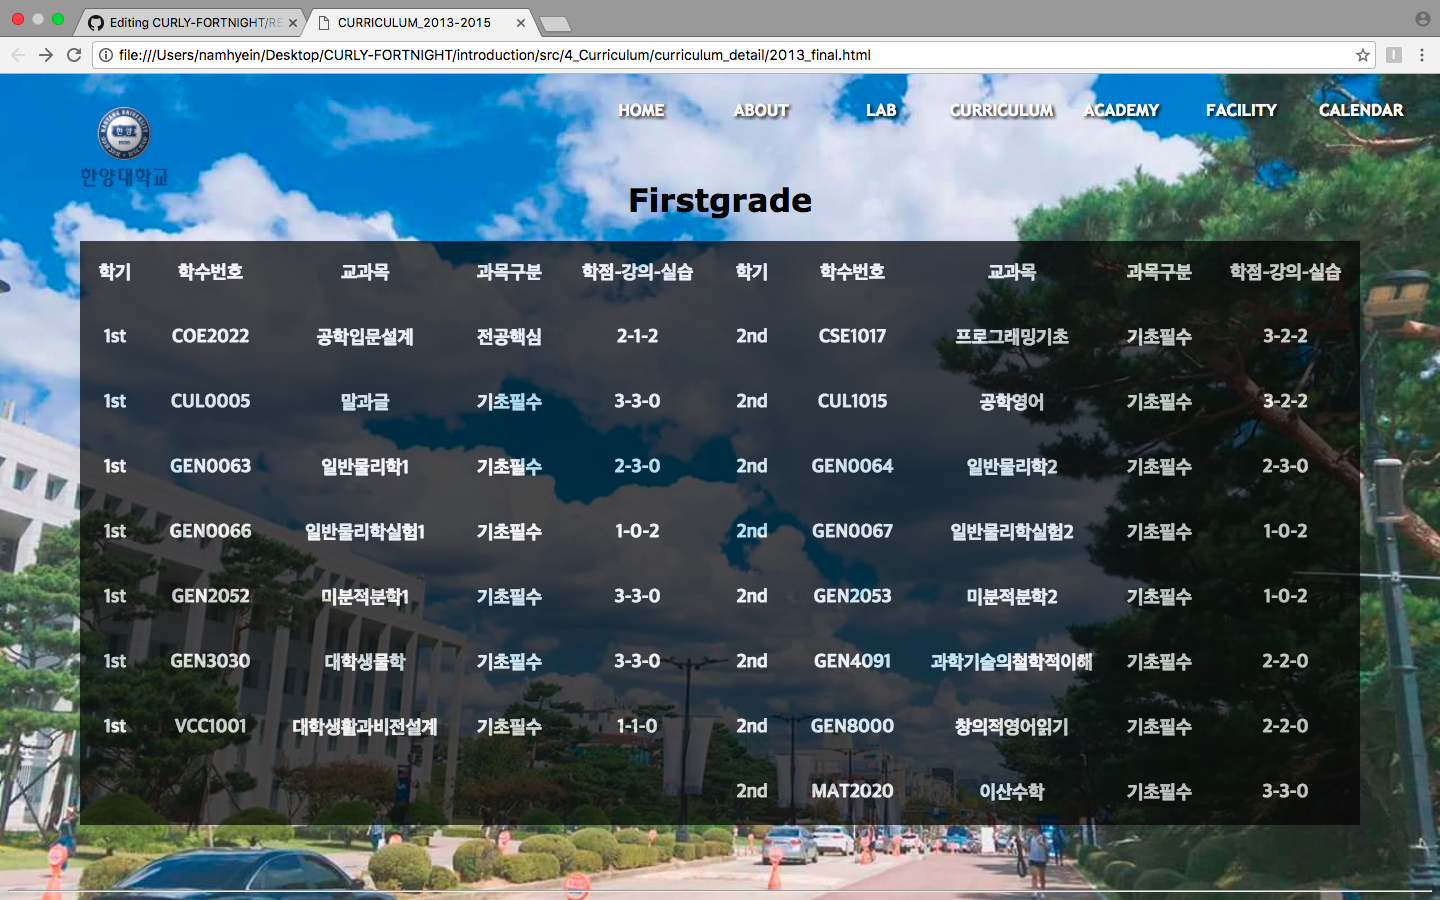 Editing CURLY-FORTNIGHT/RE
CURRICULUM_2013-2015
file:///Users/namhyein/Desktop/CURLY-FORTNIGHT/introduction/src/4_Curriculum/curriculum_detail/2013_final.html
HOME ABOUT LAB CURRICULUM ACADEMY FACILITY CALENDAR
HANYANG UNIVERSITY
한양
1939
한양대학교
Firstgrade
학기 학수번호 교과목 과목구분 학점-강의-실습 학기 학수번호 교과목 과목구분 학점-강의-실습
1st COE2022 공학입문설계 전공핵심 2-1-2 2nd CSE1017 프로그래밍기초 기초필수 3-2-2
1st CUL0005 말과글 기초필수 3-3-0 2nd CUL1015 공학영어 기초필수 3-2-2
1st GEN0063 일반물리학1 기초필수 2-3-0 2nd GEN0064 일반물리학2 기초필수 2-3-0
1st GEN0066 일반물리학실험1 기초필수 1-0-2 2nd GEN0067 일반물리학실험2 기초필수 1-0-2
1st GEN2052 미분적분학1 기초필수 3-3-0 2nd GEN2053 미분적분학2 기초필수 1-0-2
1st GEN3030 대학생물학 기초필수 3-3-0 2nd GEN4091 과학기술의철학적이해 기초필수 2-2-0
1st VCC1001 대학생활과비전설계 기초필수 1-1-0 2nd GEN8000 창의적영어읽기 기초필수 2-2-0
2nd MAT2020 이산수학 기초필수 3-3-0